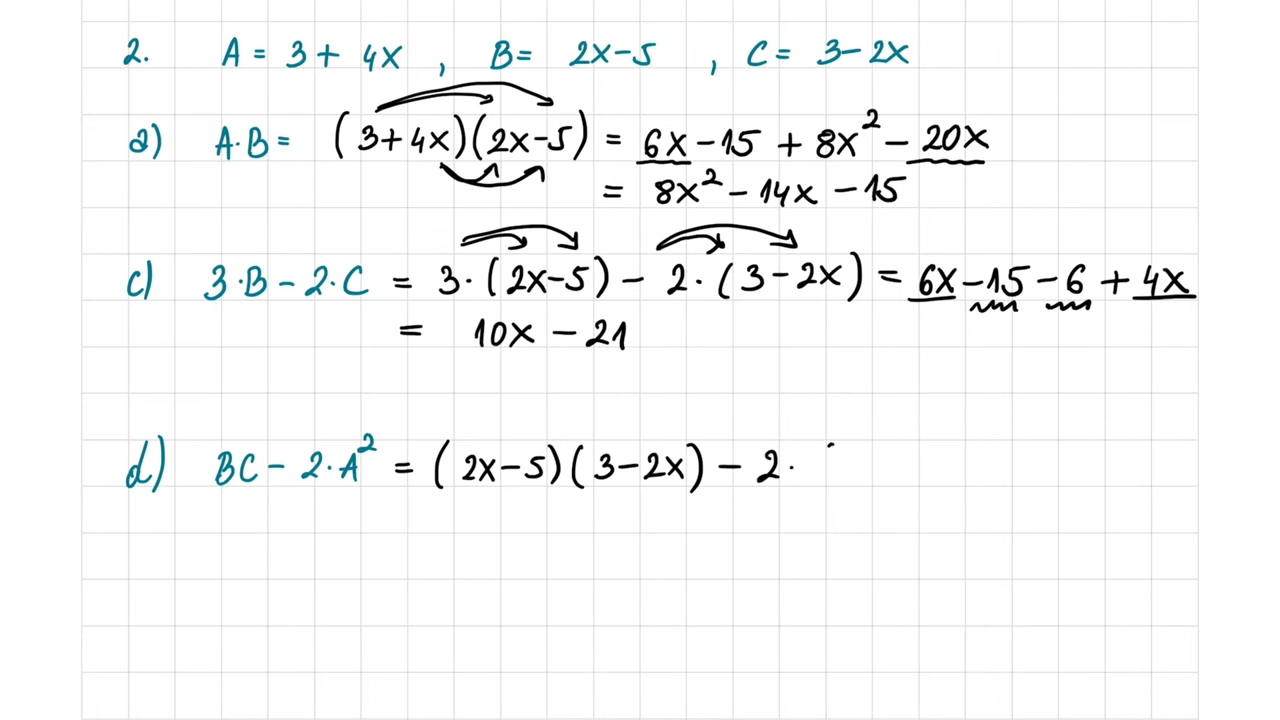 2. A = 3 + 4x , B = 2x - 5 , C = 3 - 2x
a) A·B = (3 + 4x)(2x - 5) = 6x - 15 + 8x² - 20x
= 8x² - 14x - 15
c) 3·B - 2·C = 3·(2x - 5) - 2·(3 - 2x) = 6x - 15 - 6 + 4x
= 10x - 21
d) BC - 2·A² = (2x - 5)(3 - 2x) - 2·